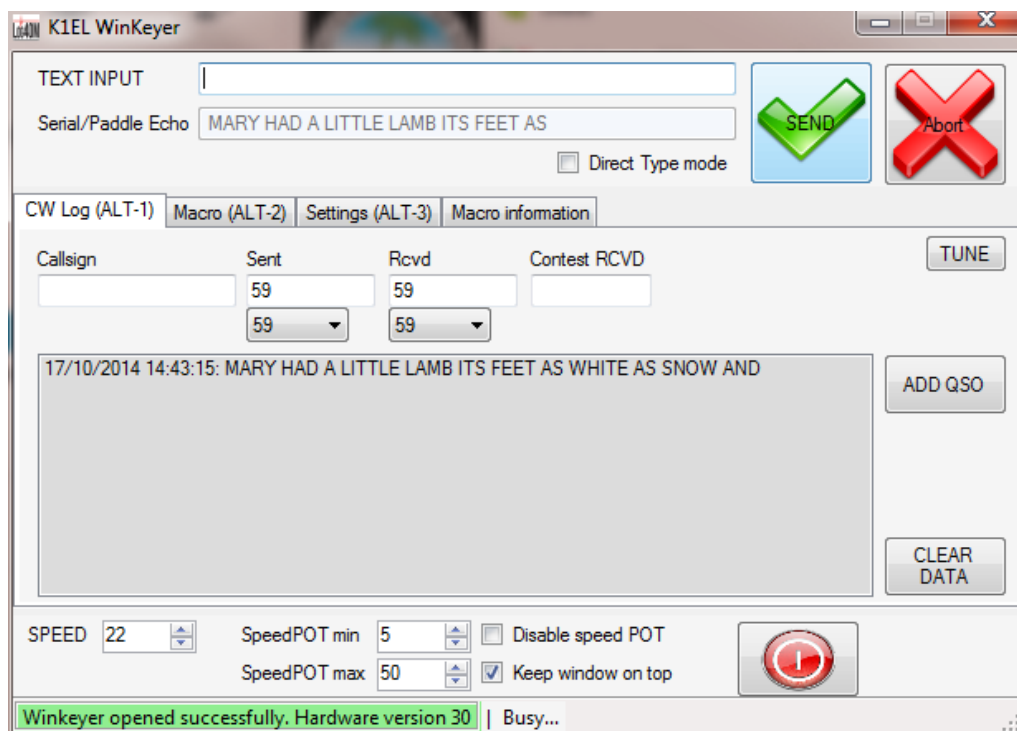 K1EL WinKeyer
TEXT INPUT
SEND
Abort
Serial/Paddle Echo MARY HAD A LITTLE LAMB ITS FEET AS
Direct Type mode
CW Log (ALT-1) Macro (ALT-2) Settings (ALT-3) Macro information
Callsign Sent Rcvd Contest RCVD TUNE
59 59
59 59
17/10/2014 14:43:15: MARY HAD A LITTLE LAMB ITS FEET AS WHITE AS SNOW AND
ADD QSO
CLEAR
DATA
SPEED 22 SpeedPOT min 5 Disable speed POT
SpeedPOT max 50 Keep window on top
Winkeyer opened successfully. Hardware version 30 | Busy...